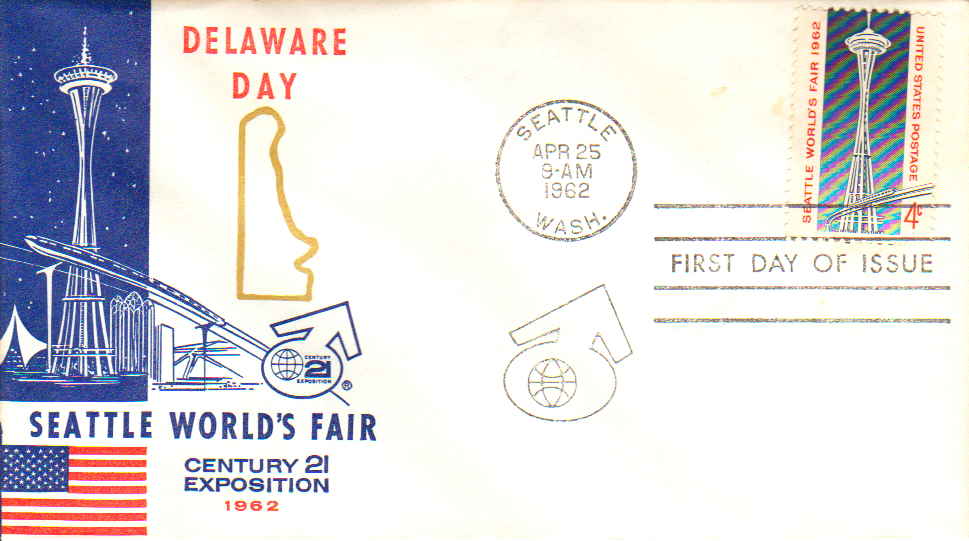 DELAWARE
DAY
SEATTLE
APR 25
9-AM
1962
WASH.
SEATTLE WORLD'S FAIR 1962
UNITED STATES POSTAGE
4¢
FIRST DAY OF ISSUE
CENTURY
21
EXPOSITION
®
SEATTLE WORLD'S FAIR
CENTURY 21
EXPOSITION
1962